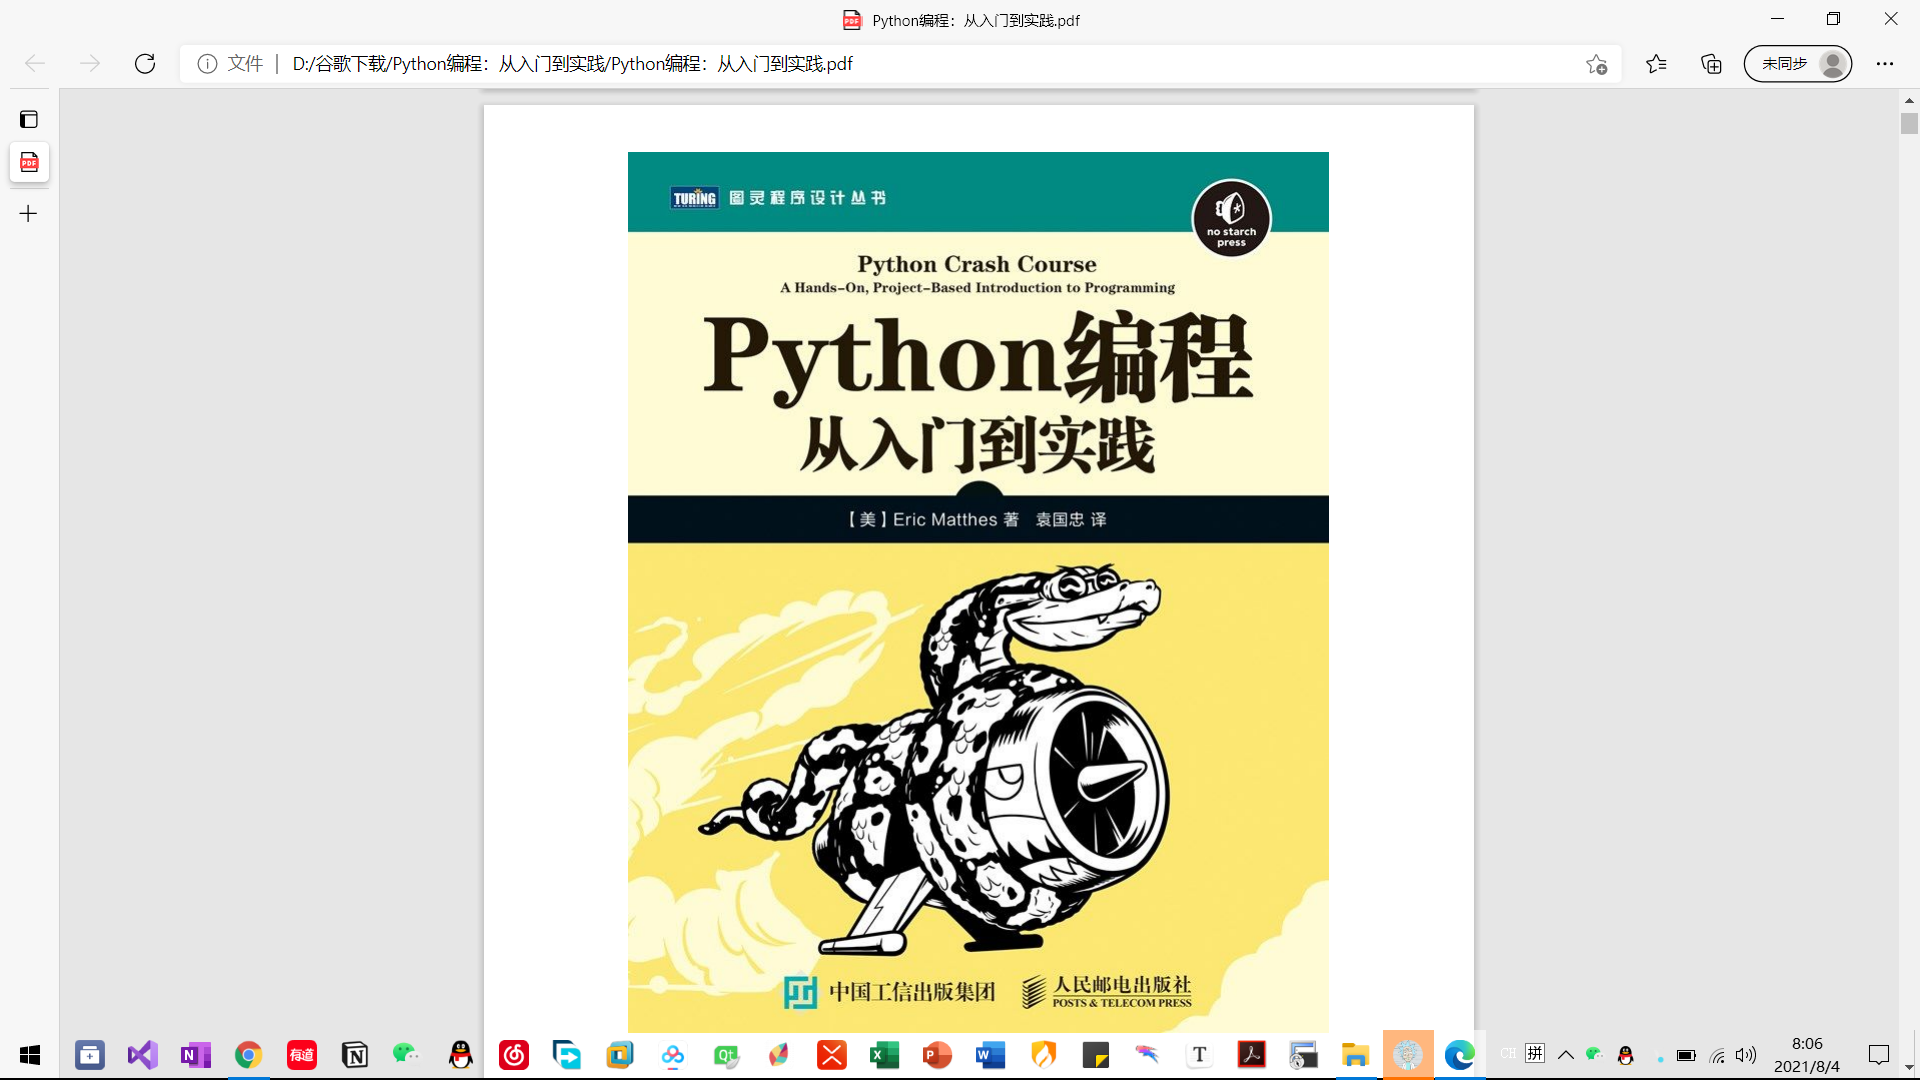 Python编程：从入门到实践.pdf
文件
D:/谷歌下载/Python编程：从入门到实践/Python编程：从入门到实践.pdf
未同步
TURING 图灵程序设计丛书
no starch
press
Python Crash Course
A Hands-On, Project-Based Introduction to Programming
Python编程
从入门到实践
【美】Eric Matthes 著 袁国忠 译
中国工信出版集团
人民邮电出版社
POSTS & TELECOM PRESS
有道
CH 拼
8:06
2021/8/4